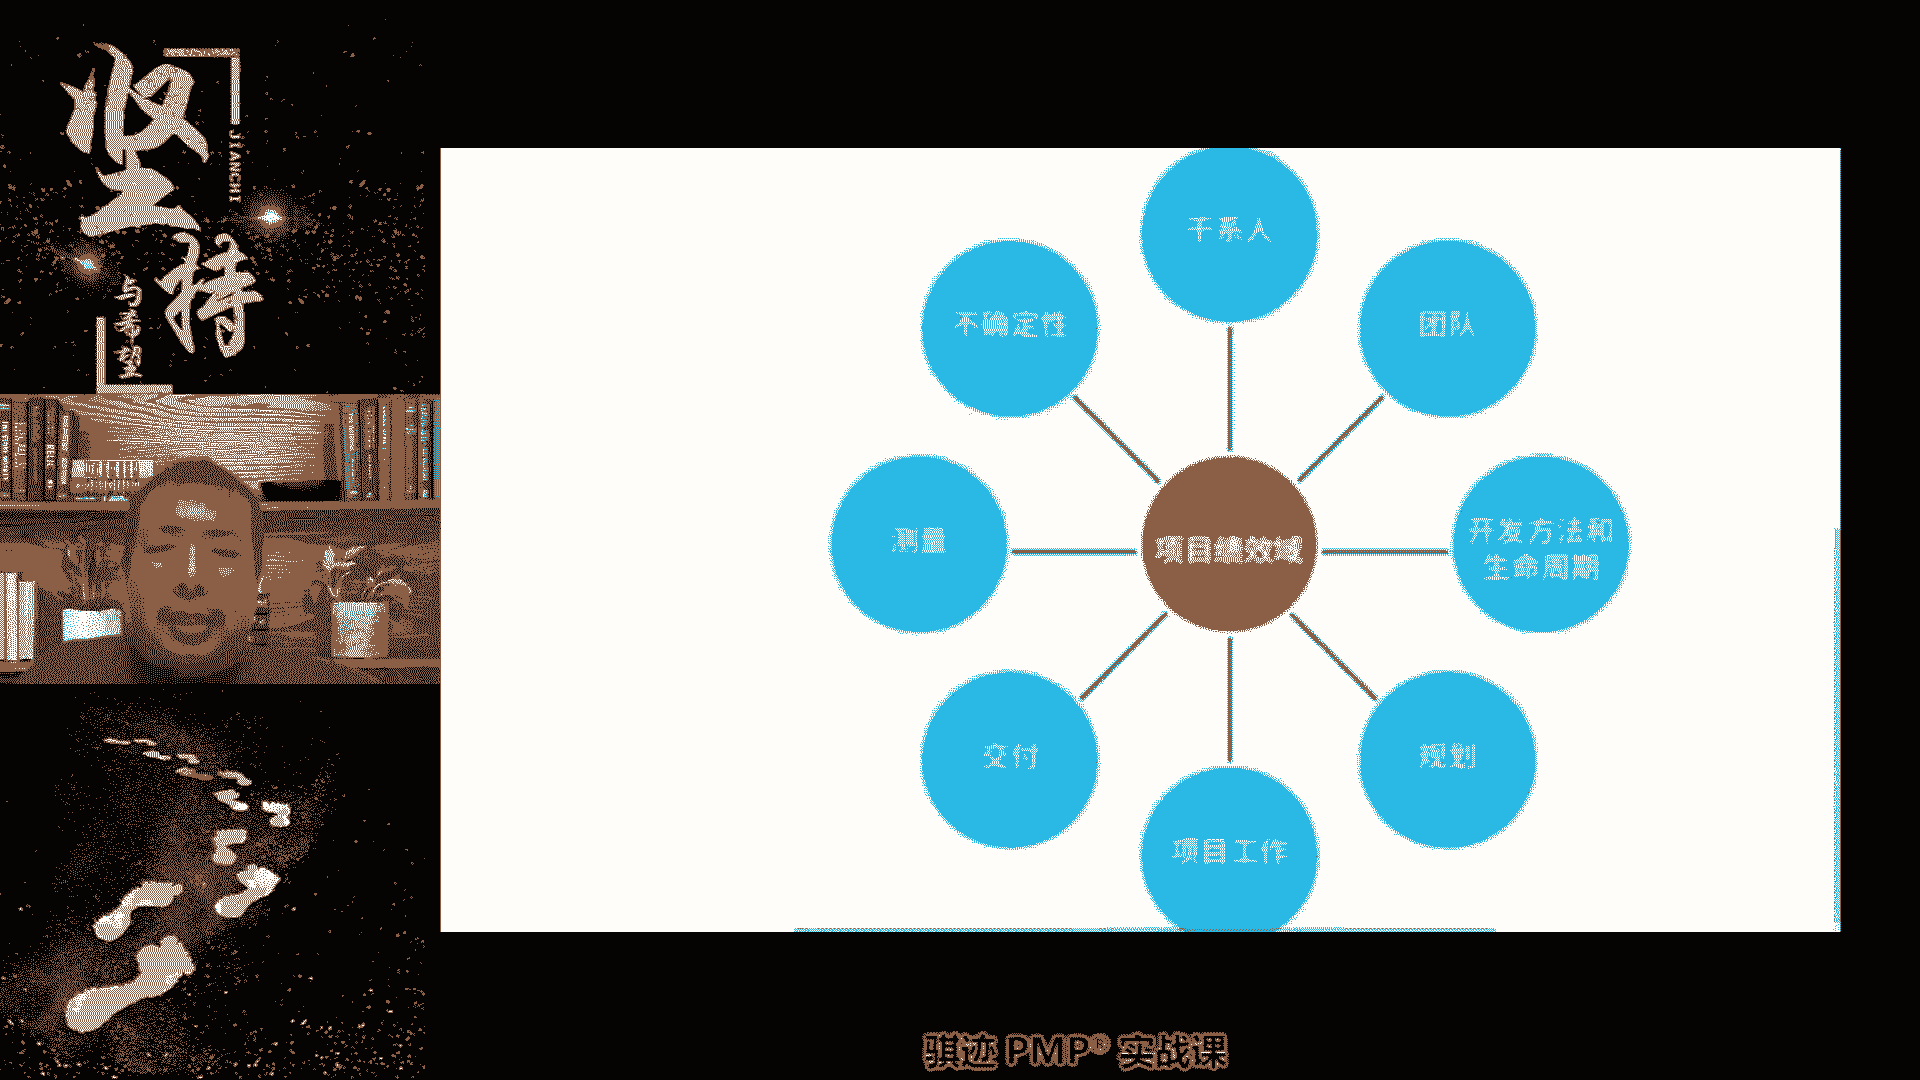 坚
持
JIANCHI
与希望
干系人
不确定性
团队
测量
项目绩效域
开发方法和
生命周期
交付
规划
项目工作
骐迹 PMP® 实战课